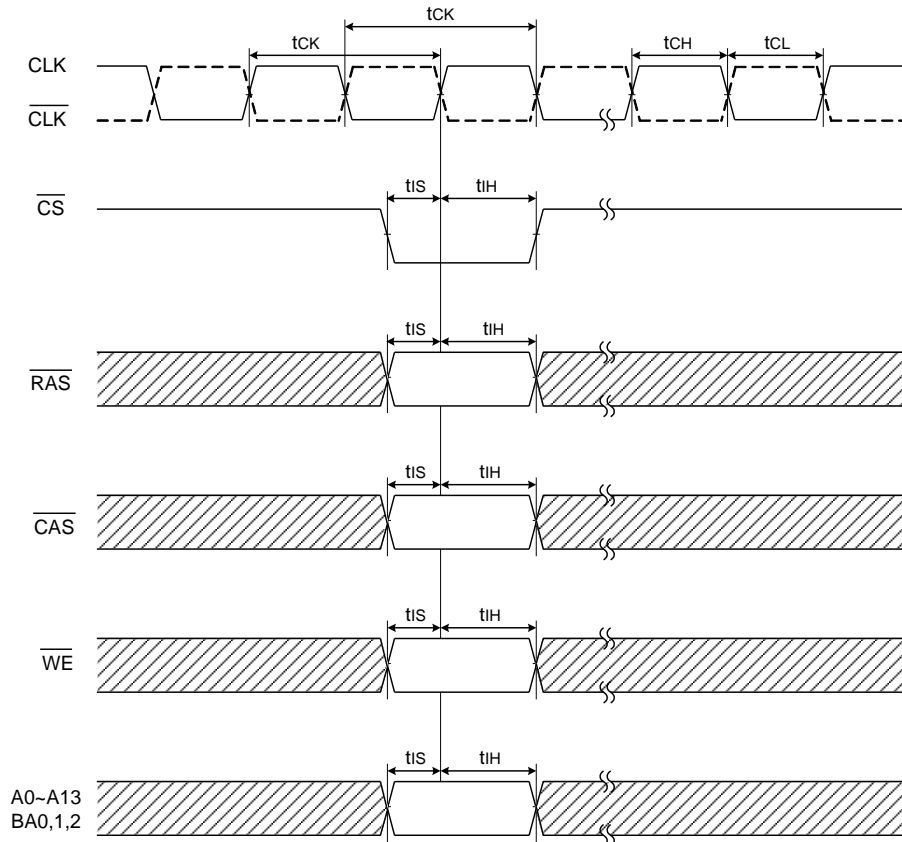 tCK
tCK tCH tCL
CLK
CLK
tIS tIH
CS
tIS tIH
RAS
tIS tIH
CAS
tIS tIH
WE
tIS tIH
A0~A13
BA0,1,2